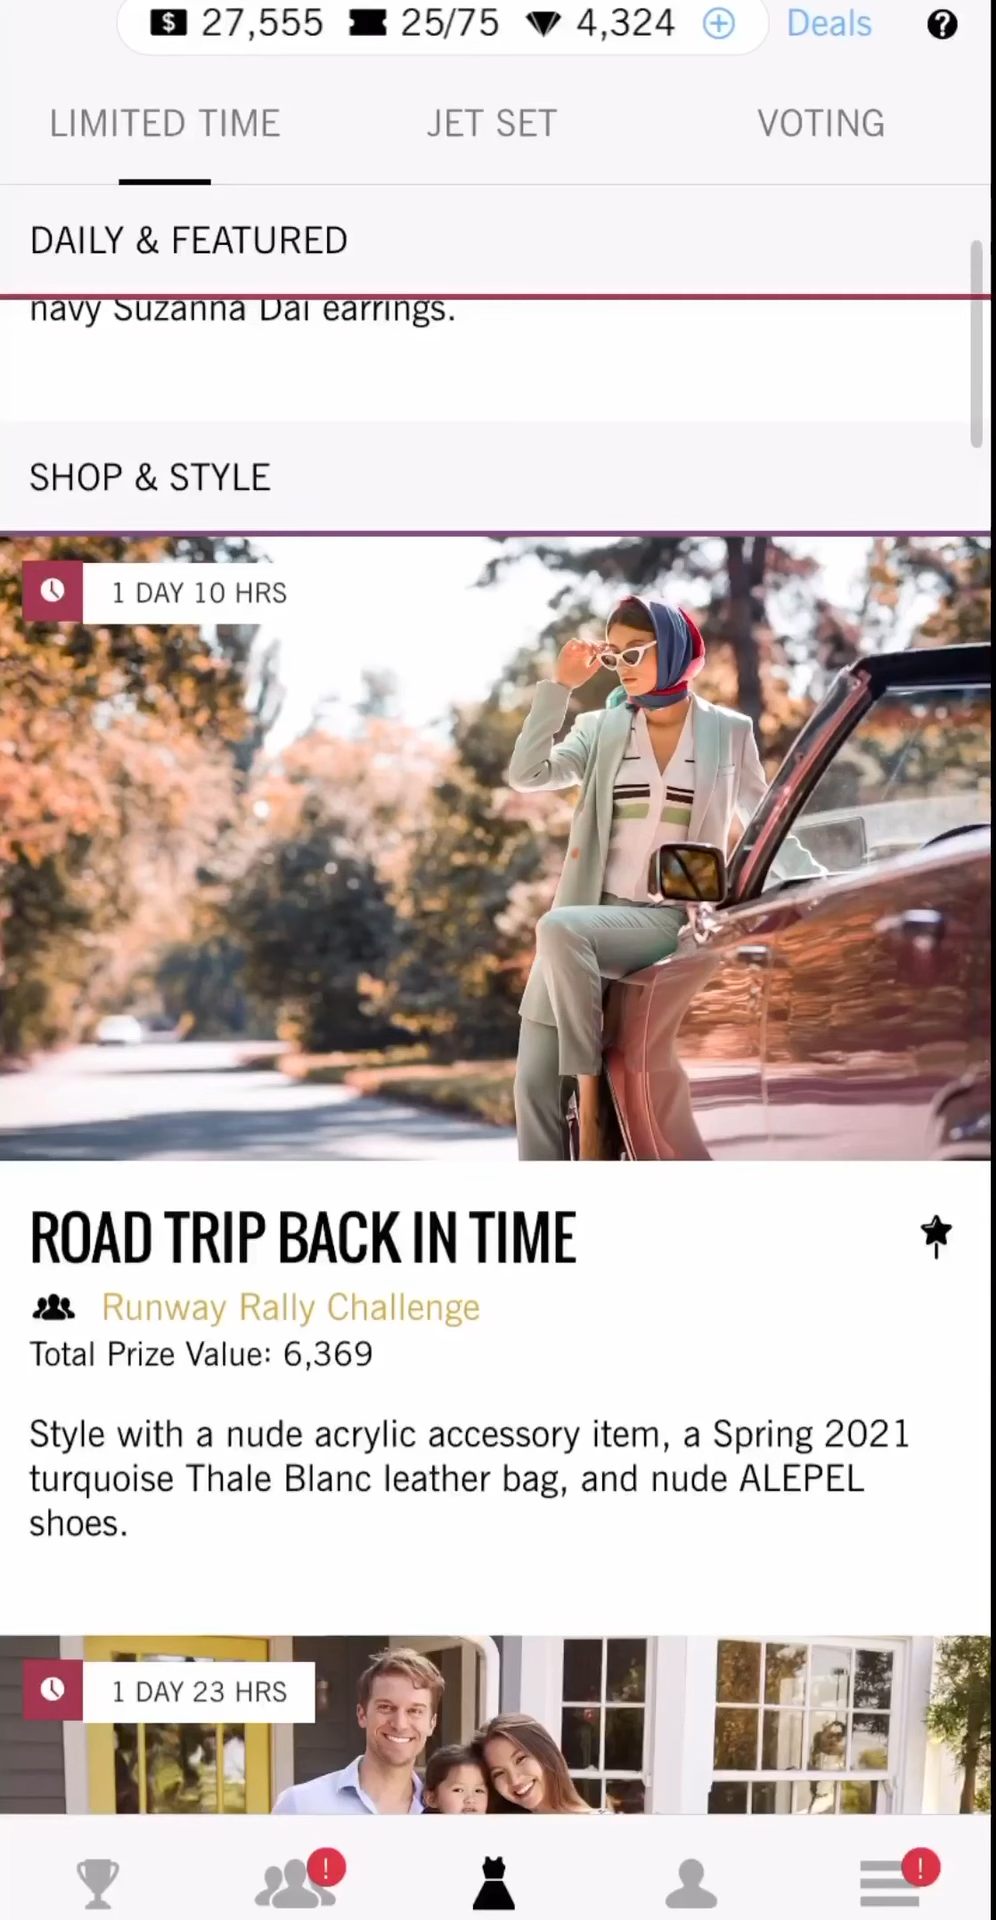 $ 27,555 25/75 4,324 + Deals ?
LIMITED TIME JET SET VOTING
DAILY & FEATURED
navy Suzanna Dai earrings.
SHOP & STYLE
1 DAY 10 HRS
ROAD TRIP BACK IN TIME
Runway Rally Challenge
Total Prize Value: 6,369
Style with a nude acrylic accessory item, a Spring 2021
turquoise Thale Blanc leather bag, and nude ALEPEL
shoes.
1 DAY 23 HRS
! !